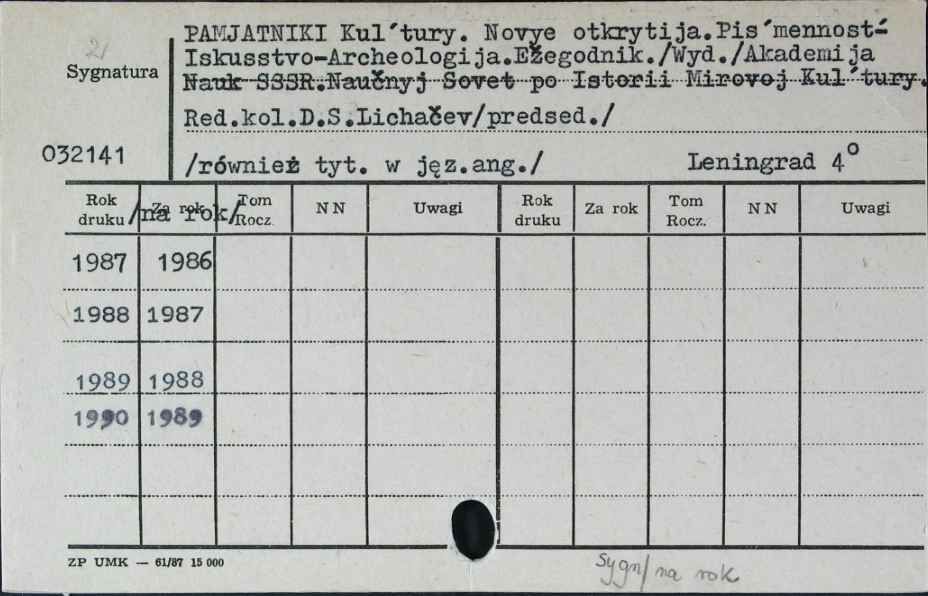 21
PAMJATNIKI Kul´tury. Novye otkrytija.Pis´mennost´-
Iskusstvo-Archeologija.Ežegodnik./Wyd./Akademija
Sygnatura
Nauk SSSR.Naučnyj Sovet po Istorii Mirovoj Kul´tury.
Red.kol.D.S.Lichačev/predsed./
032141
/również tyt. w jęz.ang./ Leningrad 4°
Rok druku Za rok Tom Rocz. NN Uwagi Rok druku Za rok Tom Rocz. NN Uwagi
/na rok/
1987 1986
1988 1987
1989 1988
1990 1989
ZP UMK — 61/87 15 000
Sygn/ na rok